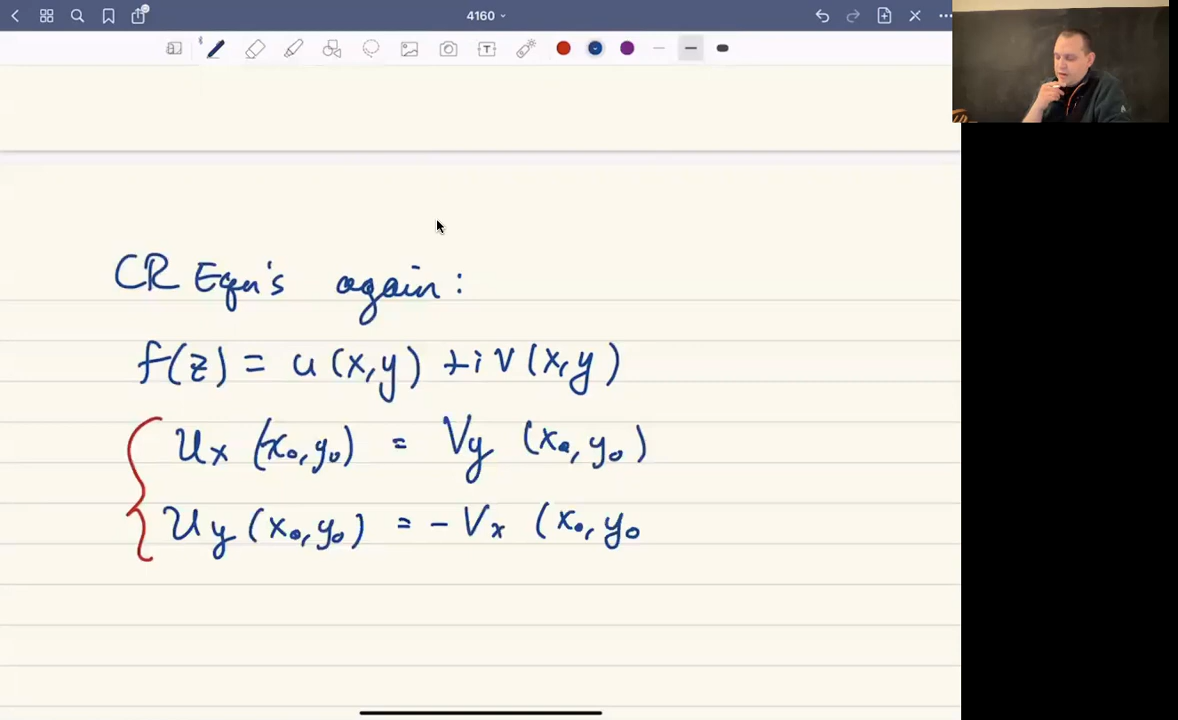 4160
CR Eqn's again:
f(z) = u(x,y) + i v(x,y)
Ux (x₀,y₀) = Vy (x₀,y₀)
Uy (x₀,y₀) = - Vx (x₀,y₀